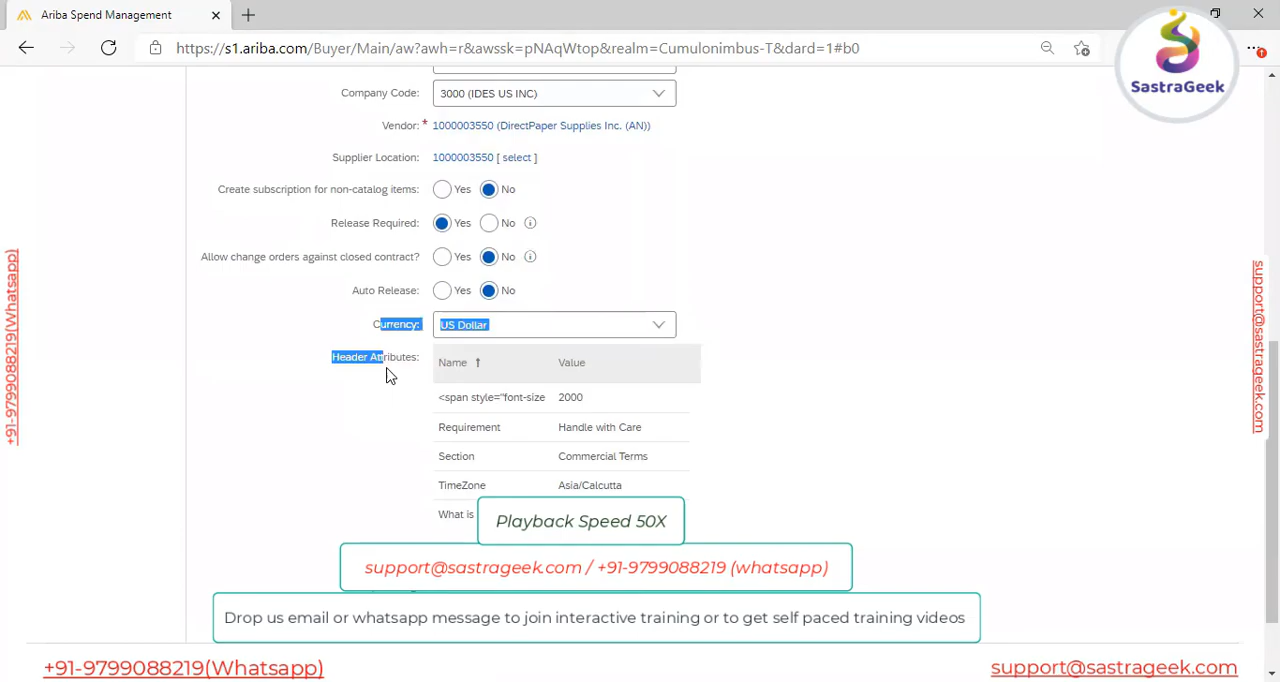 Ariba Spend Management
https://s1.ariba.com/Buyer/Main/aw?awh=r&awssk=pNAqWtop&realm=Cumulonimbus-T&dard=1#b0
SastraGeek
Company Code: 3000 (IDES US INC)
Vendor: * 1000003550 (DirectPaper Supplies Inc. (AN))
Supplier Location: 1000003550 [ select ]
Create subscription for non-catalog items: Yes No
Release Required: Yes No
Allow change orders against closed contract? Yes No
Auto Release: Yes No
Currency: US Dollar
Header Attributes: Name ↑ Value
<span style="font-size 2000
Requirement Handle with Care
Section Commercial Terms
TimeZone Asia/Calcutta
What is
Playback Speed 50X
support@sastrageek.com / +91-9799088219 (whatsapp)
Drop us email or whatsapp message to join interactive training or to get self paced training videos
+91-9799088219(Whatsapp)
support@sastrageek.com
+91-9799088219(Whatsapp)
support@sastrageek.com